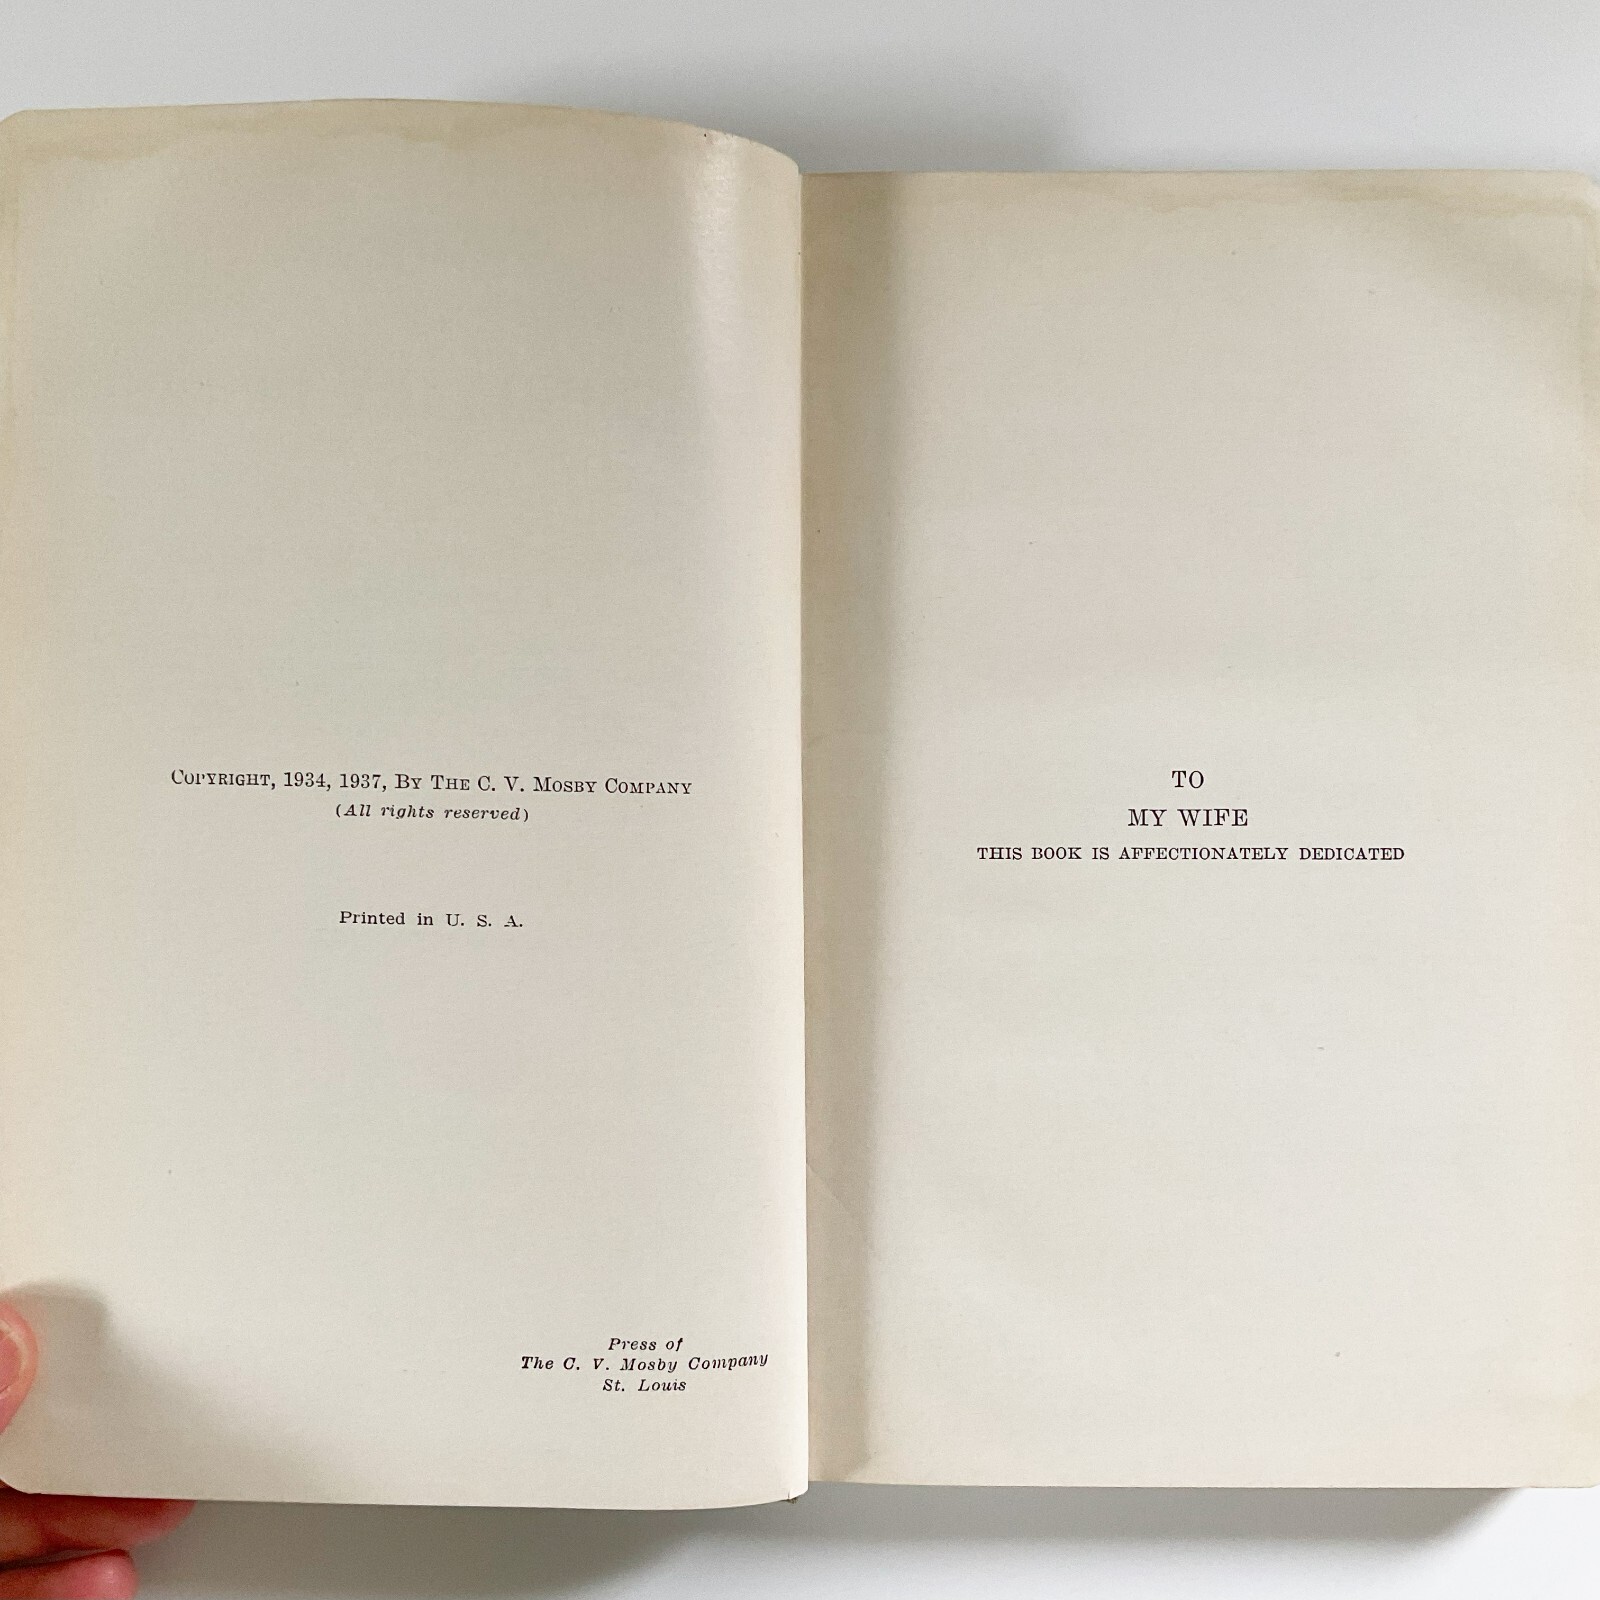 Copyright, 1934, 1937, By The C. V. Mosby Company
(All rights reserved)
Printed in U. S. A.
Press of
The C. V. Mosby Company
St. Louis
TO
MY WIFE
THIS BOOK IS AFFECTIONATELY DEDICATED